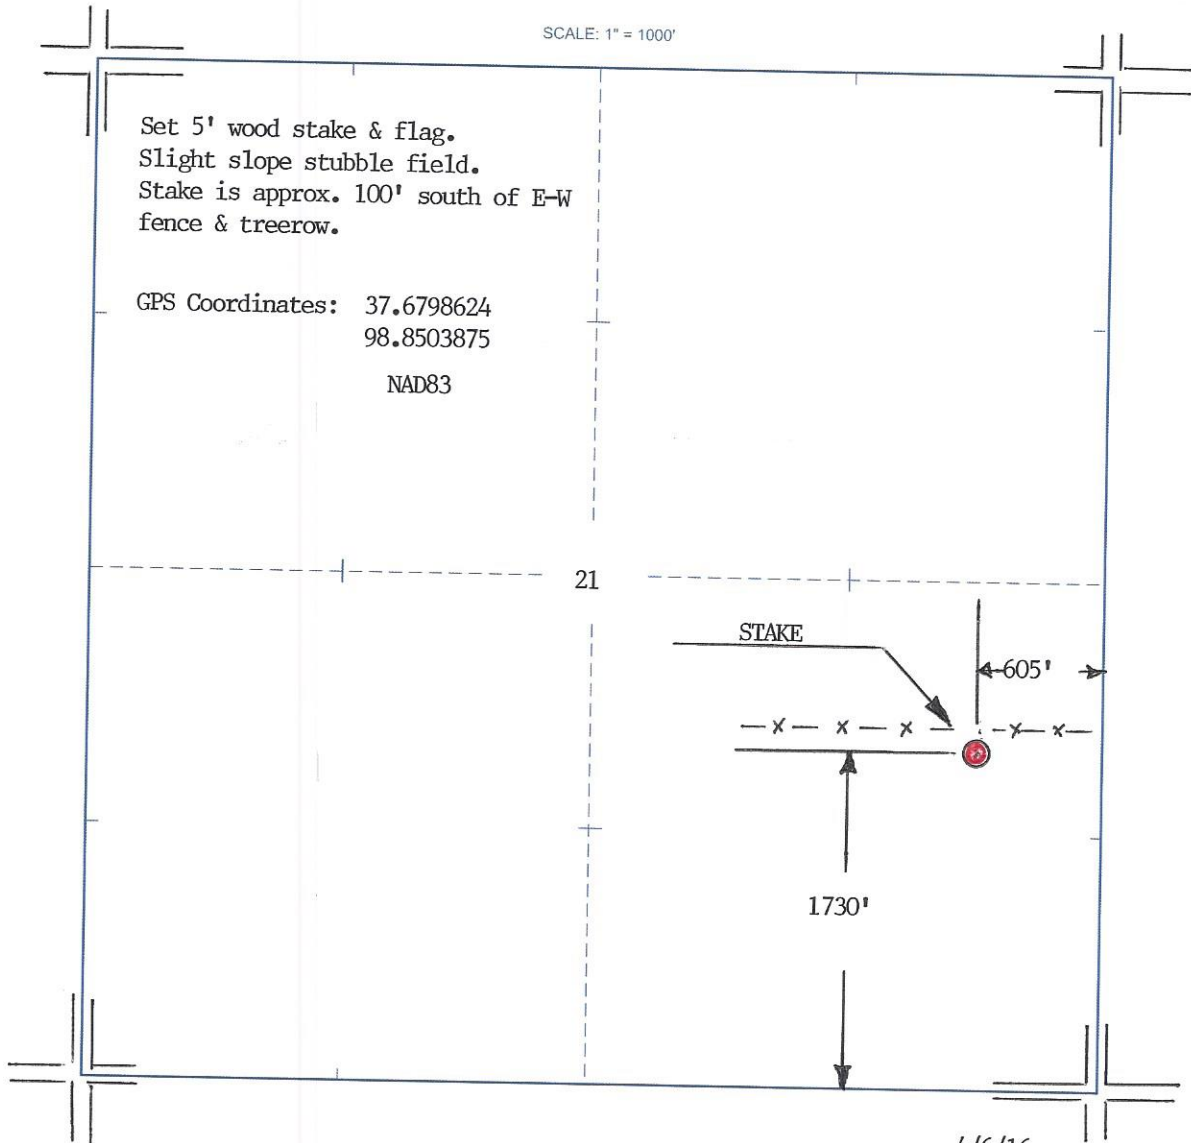 SCALE: 1" = 1000'
Set 5' wood stake & flag.
Slight slope stubble field.
Stake is approx. 100' south of E-W
fence & treerow.
GPS Coordinates: 37.6798624
98.8503875
NAD83
21
STAKE
605'
1730'